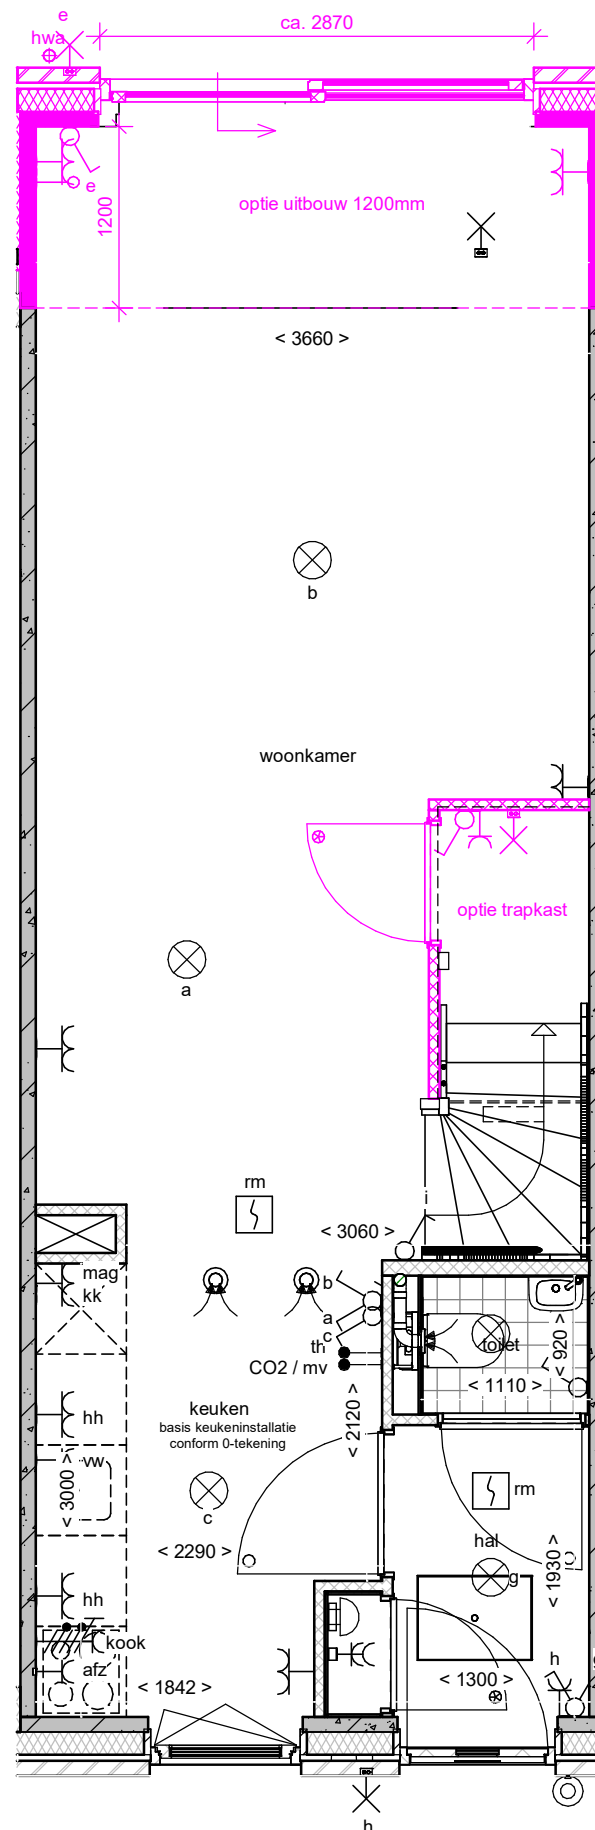 e
ca. 2870
hwa
e
optie uitbouw 1200mm
1200
< 3660 >
b
woonkamer
optie trapkast
a
rm
< 3060 >
mag
kk
b
a
c
th
CO2 / mv
toilet
< 920 >
< 1110 >
keuken
basis keukeninstallatie
conform 0-tekening
< 2120 >
hh
vw
< 3000 >
c
rm
hal
g
< 1930 >
< 2290 >
hh
kook
afz
< 1842 >
< 1300 >
h
h